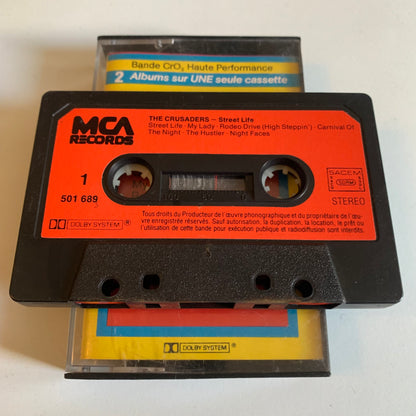 Bande CrO₂ Haute Performance
2 Albums sur UNE seule cassette
MCA
RECORDS
THE CRUSADERS – Street Life
Street Life · My Lady · Rodeo Drive (High Steppin') · Carnival Of
The Night · The Hustler · Night Faces
1
501 689
SACEM
STEREO
DOLBY SYSTEM ®
Tous droits du Producteur de l'œuvre phonographique et du propriétaire de l'œu-
vre enregistrée réservés. Sauf autorisation, la duplication, la location, le prêt ou
l'utilisation de cette bande pour exécution publique et radiodiffusion sont interdits.
DOLBY SYSTEM ®